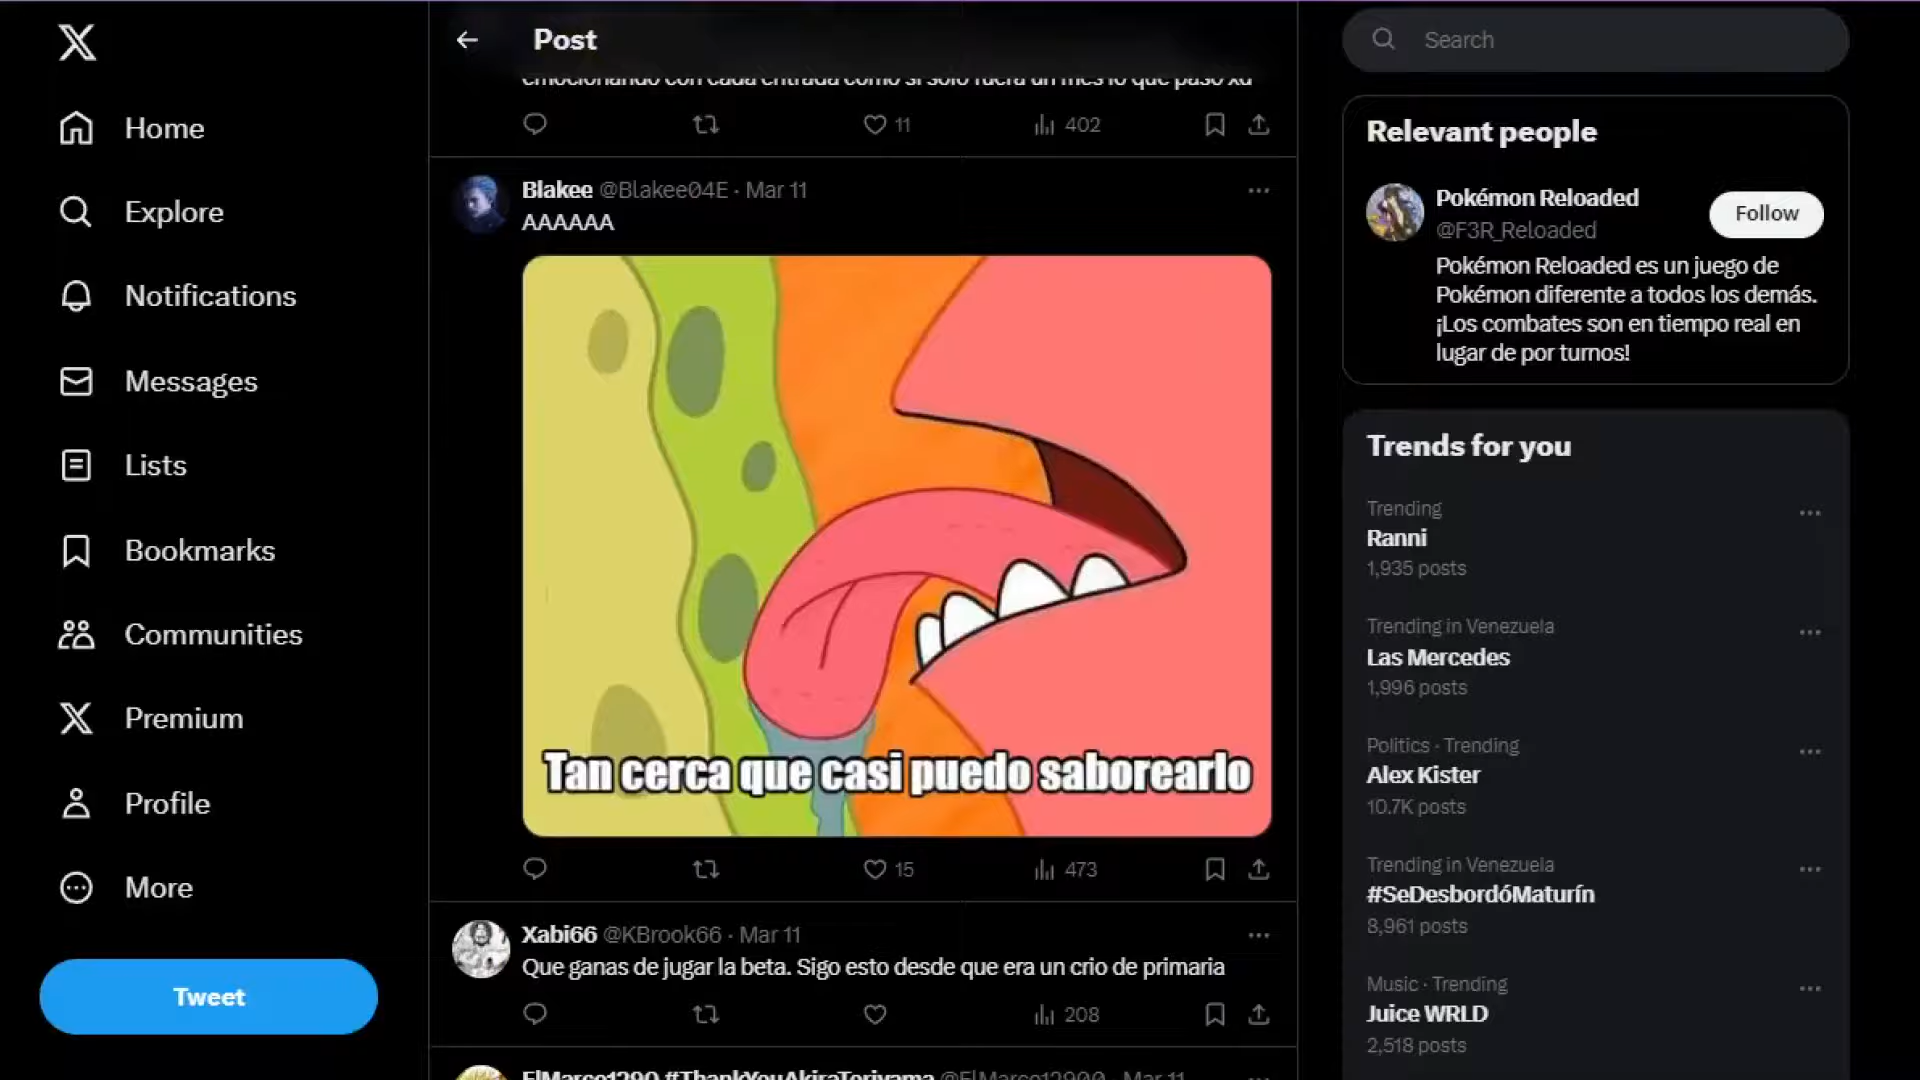 Post
Search
Home
Explore
Notifications
Messages
Lists
Bookmarks
Communities
Premium
Profile
More
Tweet
emocionando con cada entrada como si solo fuera un mes lo que paso xd
11
402
Blakee @Blakee04E · Mar 11
AAAAAA
Tan cerca que casi puedo saborearlo
15
473
Xabi66 @KBrook66 · Mar 11
Que ganas de jugar la beta. Sigo esto desde que era un crio de primaria
208
ElMarco1290 #ThankYouAkiraToriyama @ElMarco12900 · Mar 11
Relevant people
Pokémon Reloaded
@F3R_Reloaded
Follow
Pokémon Reloaded es un juego de
Pokémon diferente a todos los demás.
¡Los combates son en tiempo real en
lugar de por turnos!
Trends for you
Trending
Ranni
1,935 posts
Trending in Venezuela
Las Mercedes
1,996 posts
Politics · Trending
Alex Kister
10.7K posts
Trending in Venezuela
#SeDesbordóMaturín
8,961 posts
Music · Trending
Juice WRLD
2,518 posts